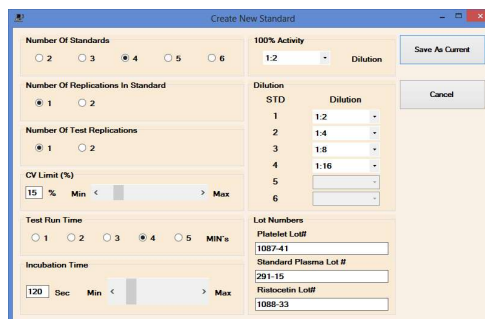 Create New Standard
Number Of Standards
2 3 4 5 6
Number Of Replications In Standard
1 2
Number Of Test Replications
1 2
CV Limit (%)
15 % Min < > Max
Test Run Time
1 2 3 4 5 MIN's
Incubation Time
120 Sec Min < > Max
100% Activity
1:2 Dilution
Dilution
STD Dilution
1 1:2
2 1:4
3 1:8
4 1:16
5
6
Lot Numbers
Platelet Lot#
1087-41
Standard Plasma Lot #
291-15
Ristocetin Lot#
1088-33
Save As Current
Cancel